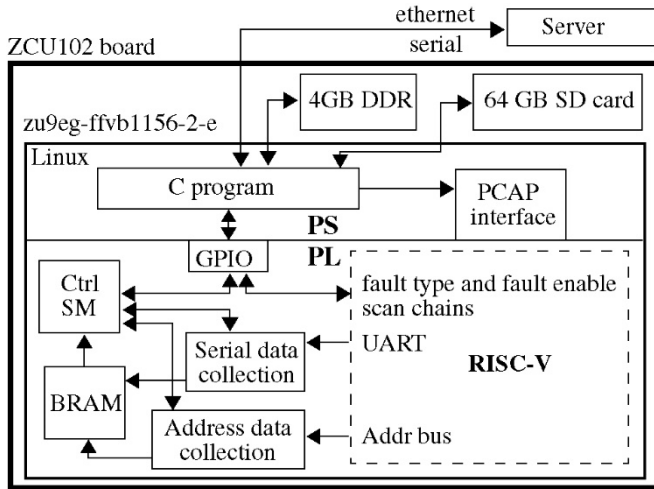 ethernet
serial
Server
ZCU102 board
4GB DDR
64 GB SD card
zu9eg-ffvb1156-2-e
Linux
C program
PCAP
interface
PS
GPIO
PL
Ctrl
SM
fault type and fault enable
scan chains
Serial data
collection
UART
RISC-V
BRAM
Address data
collection
Addr bus